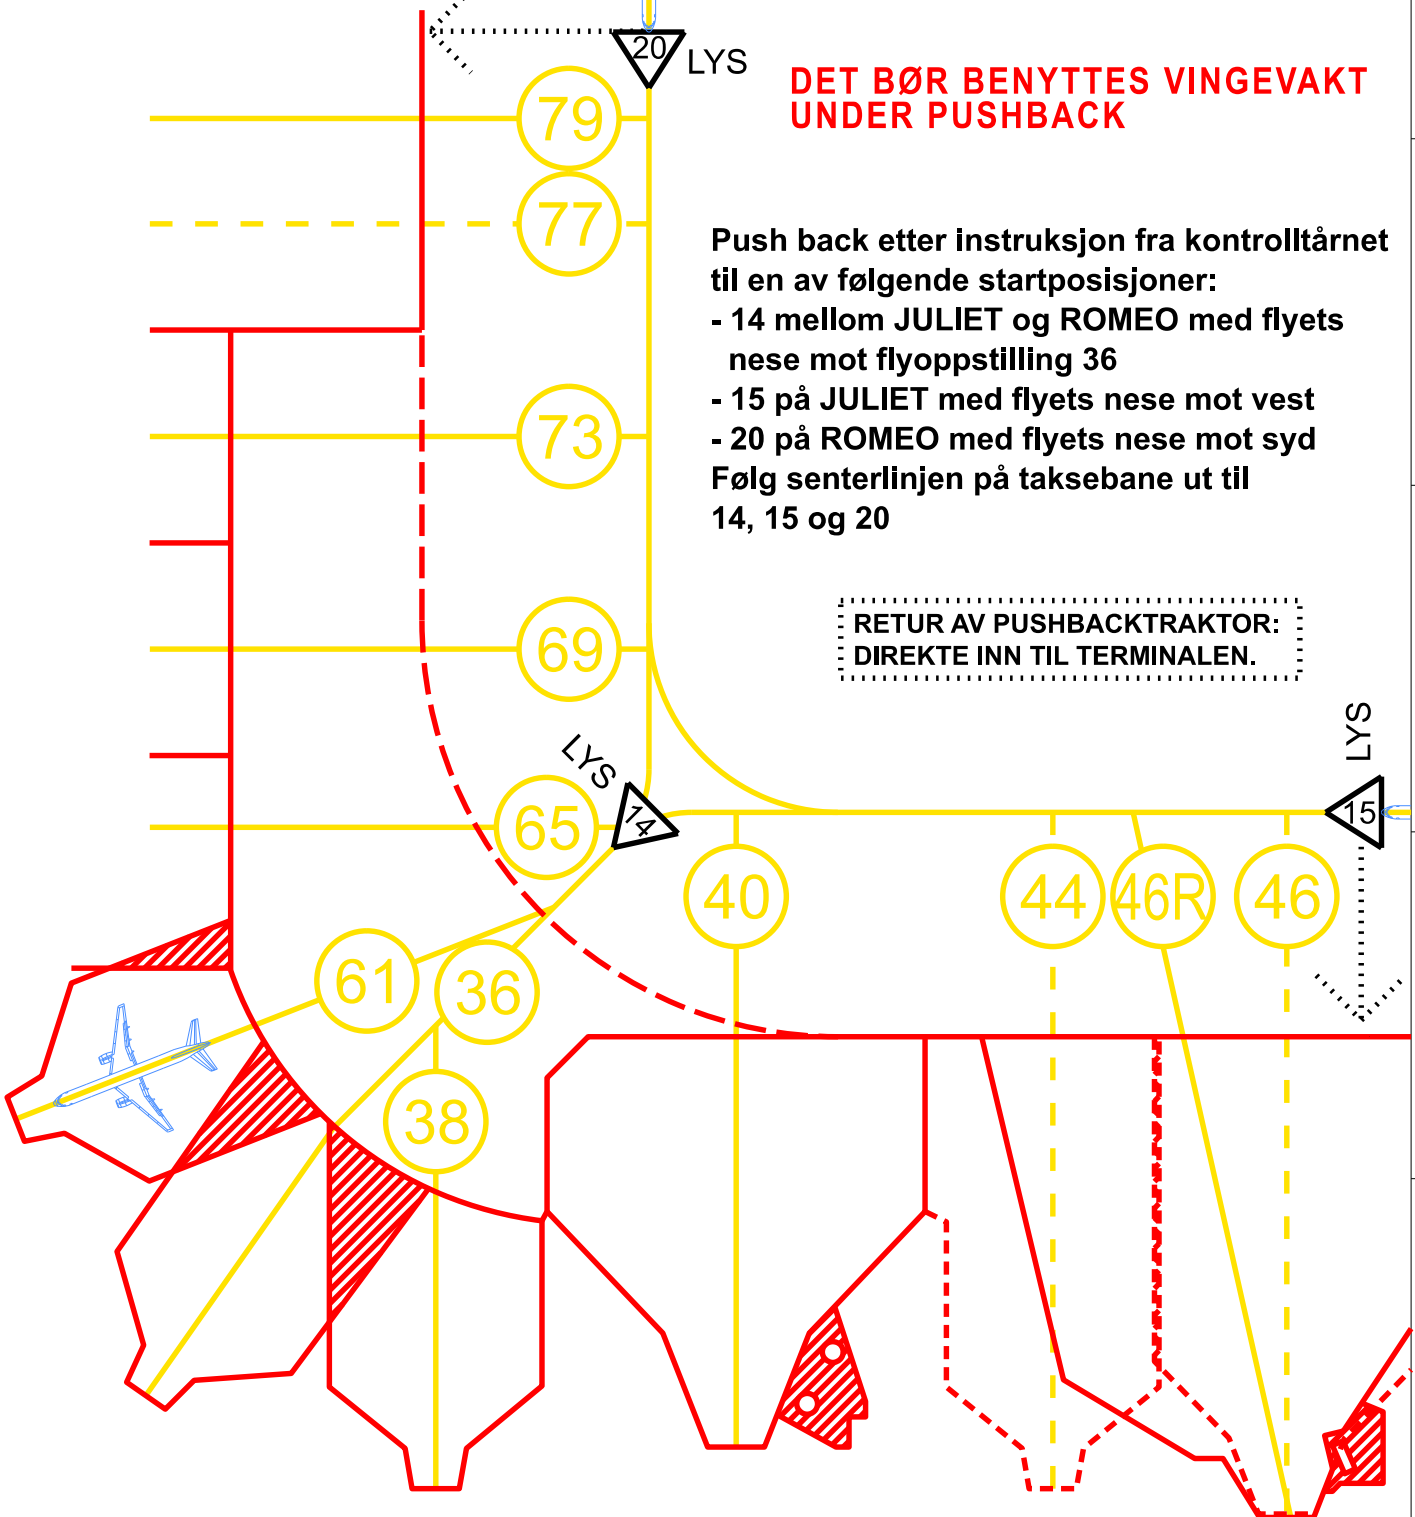 20
LYS
DET BØR BENYTTES VINGEVAKT
UNDER PUSHBACK
79
77
Push back etter instruksjon fra kontrolltårnet
til en av følgende startposisjoner:
- 14 mellom JULIET og ROMEO med flyets
nese mot flyoppstilling 36
- 15 på JULIET med flyets nese mot vest
- 20 på ROMEO med flyets nese mot syd
Følg senterlinjen på taksebane ut til
14, 15 og 20
73
RETUR AV PUSHBACKTRAKTOR:
DIREKTE INN TIL TERMINALEN.
69
LYS
LYS
65
14
15
40
44
46R
46
61
36
38